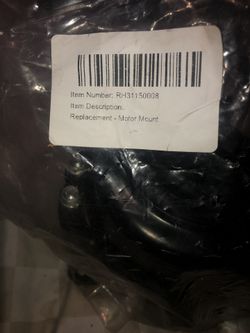 Item Number: RH31150008
Item Description:
Replacement - Motor Mount